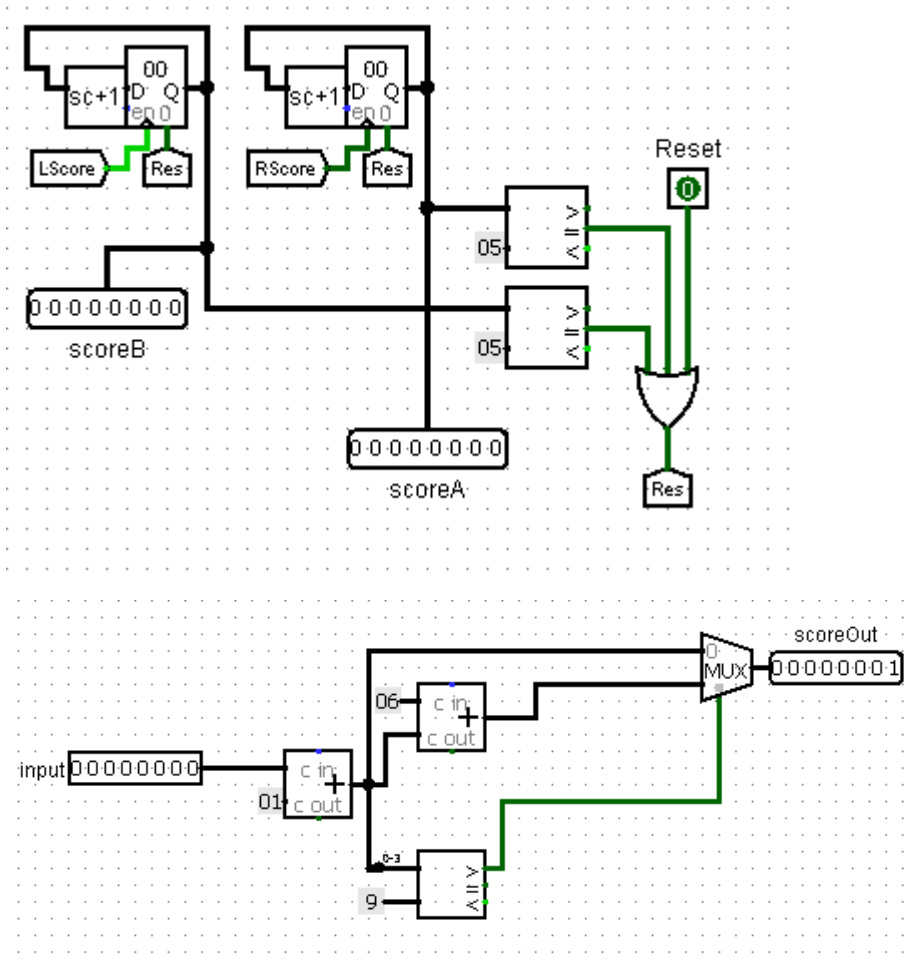 00 00
sc+1 D Q sc+1 D Q
en 0 en 0
LScore Res RScore Res
Reset
0
>
=
05 <
0 0 0 0 0 0 0 0
scoreB
>
=
05 <
0 0 0 0 0 0 0 0
scoreA
Res
scoreOut
0
MUX 0 0 0 0 0 0 0 1
06 c in
+
c out
input 0 0 0 0 0 0 0 0
c in
+
01 c out
0-3
>
=
9 <